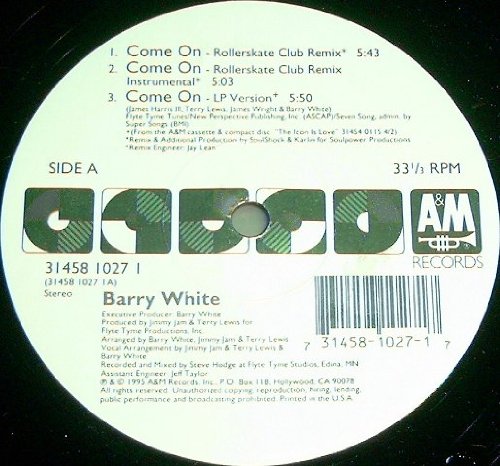 1. Come On - Rollerskate Club Remix* 5:43
2. Come On - Rollerskate Club Remix
Instrumental* 5:03
3. Come On - LP Version+ 5:50
(James Harris III, Terry Lewis, James Wright & Barry White)
Flyte Tyme Tunes/New Perspective Publishing, Inc. (ASCAP)/Seven Song, admin. by
Super Songs (BMI)
+(From the A&M cassette & compact disc "The Icon Is Love" 31454 0115 4/2)
*Remix & Additional Production by SoulShock & Karlin for Soulpower Productions
*Remix Engineer: Jay Lean
SIDE A
33 1/3 RPM
A&M
RECORDS
31458 1027 1
(31458 1027 1A)
Stereo
Barry White
Executive Producer: Barry White
Produced by Jimmy Jam & Terry Lewis for
Flyte Tyme Productions, Inc.
Arranged by Barry White, Jimmy Jam & Terry Lewis
Vocal Arrangement by Jimmy Jam & Terry Lewis &
Barry White
Recorded and Mixed by Steve Hodge at Flyte Tyme Studios, Edina, MN
Assistant Engineer: Jeff Taylor
℗ & © 1995 A&M Records, Inc., P.O. Box 118, Hollywood, CA 90078
All rights reserved. Unauthorized copying, reproduction, hiring, lending,
public performance and broadcasting prohibited. Printed in the U.S.A.
7 31458-1027-1 7